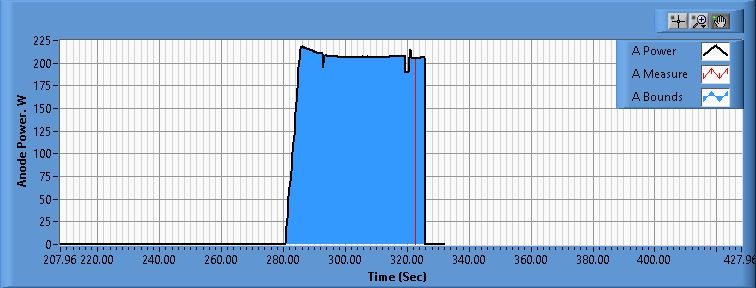 225
200
175
150
125
100
75
50
25
0
Anode Power. W
207.96 220.00 240.00 260.00 280.00 300.00 320.00 340.00 360.00 380.00 400.00 427.96
Time (Sec)
A Power
A Measure
A Bounds